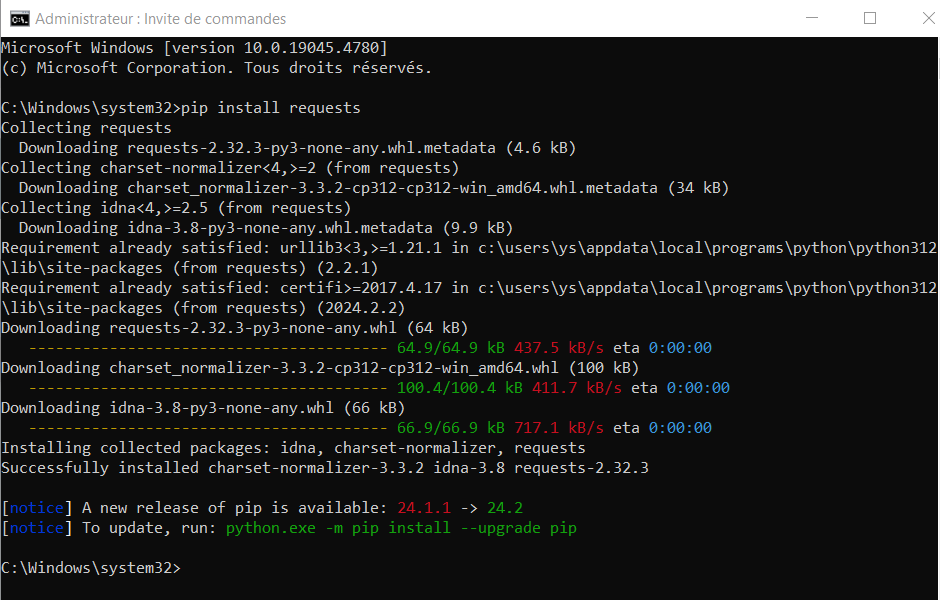 Administrateur : Invite de commandes
Microsoft Windows [version 10.0.19045.4780]
(c) Microsoft Corporation. Tous droits réservés.
C:\Windows\system32>pip install requests
Collecting requests
  Downloading requests-2.32.3-py3-none-any.whl.metadata (4.6 kB)
Collecting charset-normalizer<4,>=2 (from requests)
  Downloading charset_normalizer-3.3.2-cp312-cp312-win_amd64.whl.metadata (34 kB)
Collecting idna<4,>=2.5 (from requests)
  Downloading idna-3.8-py3-none-any.whl.metadata (9.9 kB)
Requirement already satisfied: urllib3<3,>=1.21.1 in c:\users\ys\appdata\local\programs\python\python312
\lib\site-packages (from requests) (2.2.1)
Requirement already satisfied: certifi>=2017.4.17 in c:\users\ys\appdata\local\programs\python\python312
\lib\site-packages (from requests) (2024.2.2)
Downloading requests-2.32.3-py3-none-any.whl (64 kB)
   ---------------------------------------- 64.9/64.9 kB 437.5 kB/s eta 0:00:00
Downloading charset_normalizer-3.3.2-cp312-cp312-win_amd64.whl (100 kB)
   ---------------------------------------- 100.4/100.4 kB 411.7 kB/s eta 0:00:00
Downloading idna-3.8-py3-none-any.whl (66 kB)
   ---------------------------------------- 66.9/66.9 kB 717.1 kB/s eta 0:00:00
Installing collected packages: idna, charset-normalizer, requests
Successfully installed charset-normalizer-3.3.2 idna-3.8 requests-2.32.3
[notice] A new release of pip is available: 24.1.1 -> 24.2
[notice] To update, run: python.exe -m pip install --upgrade pip
C:\Windows\system32>